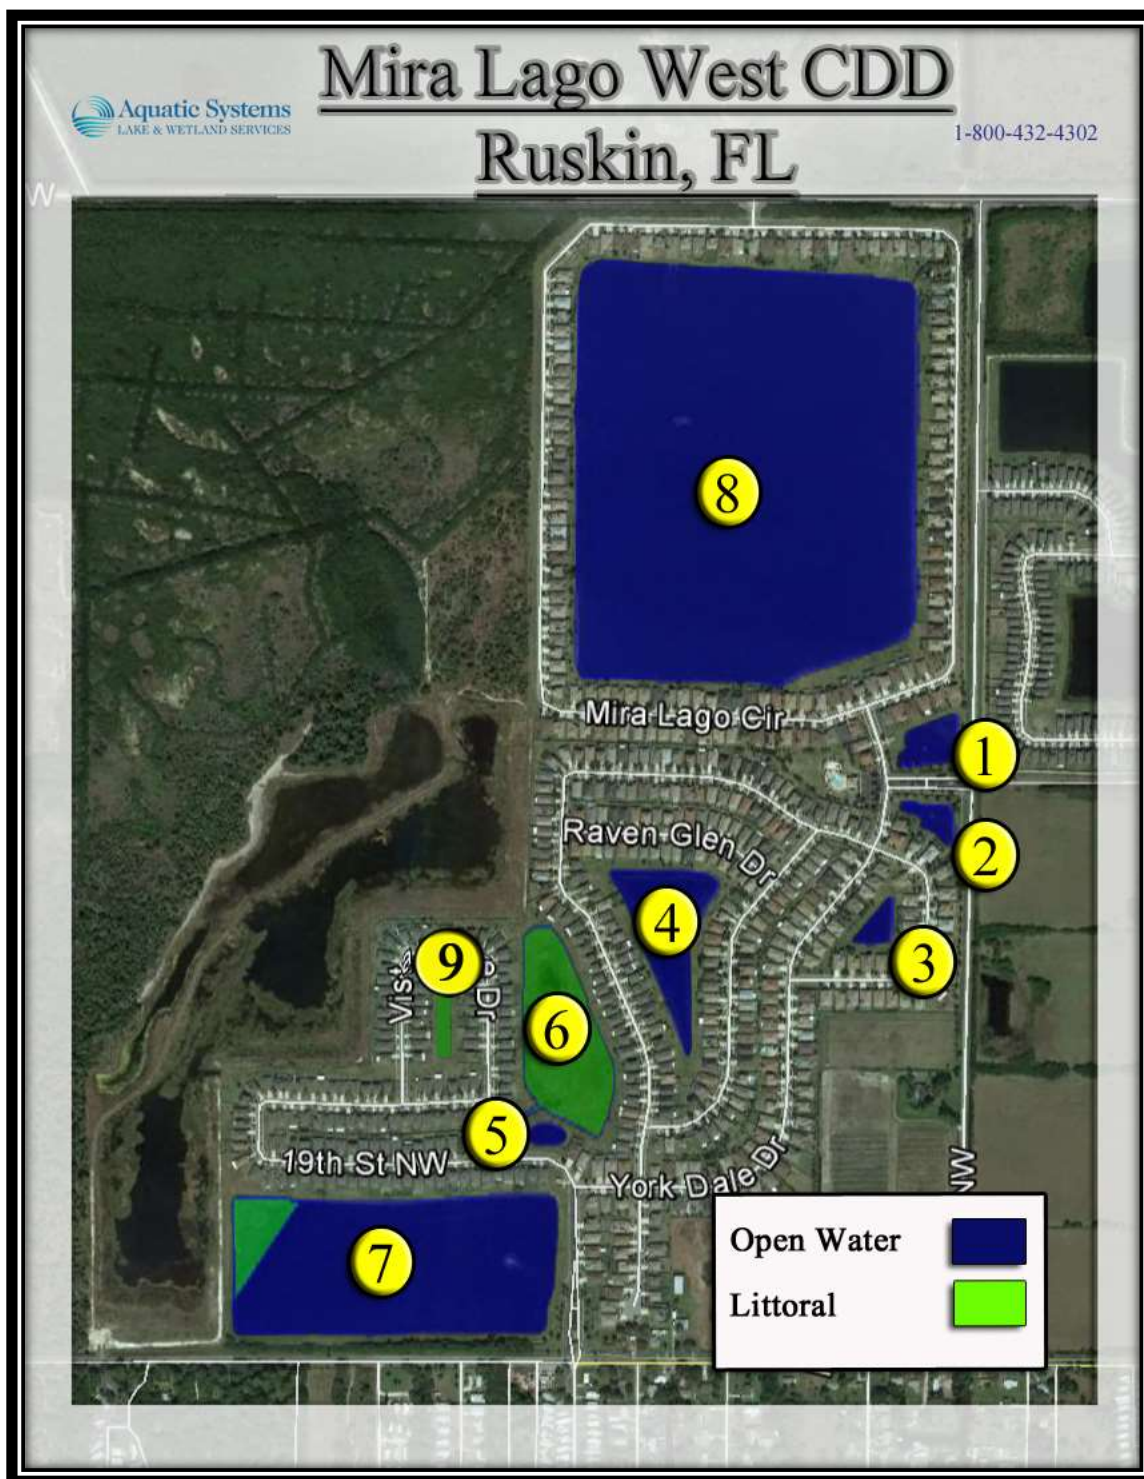 Mira Lago West CDD
Aquatic Systems
LAKE & WETLAND SERVICES
1-800-432-4302
Ruskin, FL
W
8
Mira Lago Cir
1
Raven Glen Dr
2
4
3
9
Dr
6
5
19th St NW
York Dale Dr
NW
7
Open Water
Littoral